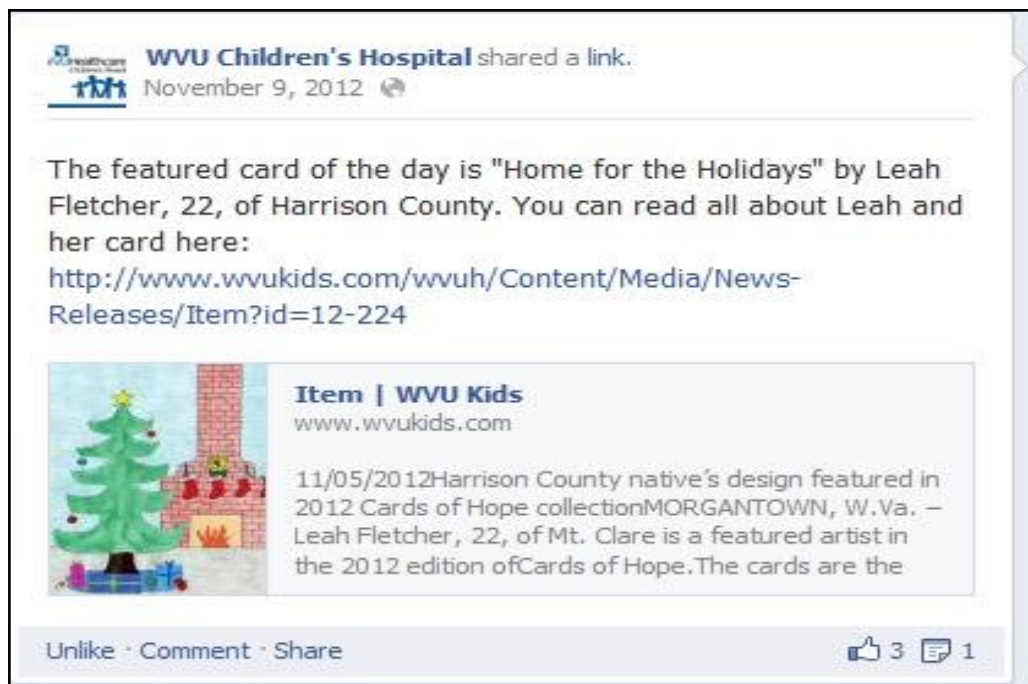 WVU Children's Hospital shared a link.
November 9, 2012
Healthcare
The featured card of the day is "Home for the Holidays" by Leah
Fletcher, 22, of Harrison County. You can read all about Leah and
her card here:
http://www.wvukids.com/wvuh/Content/Media/News-
Releases/Item?id=12-224
Item | WVU Kids
www.wvukids.com
11/05/2012Harrison County native´s design featured in
2012 Cards of Hope collectionMORGANTOWN, W.Va. –
Leah Fletcher, 22, of Mt. Clare is a featured artist in
the 2012 edition ofCards of Hope.The cards are the
Unlike · Comment · Share
3 1